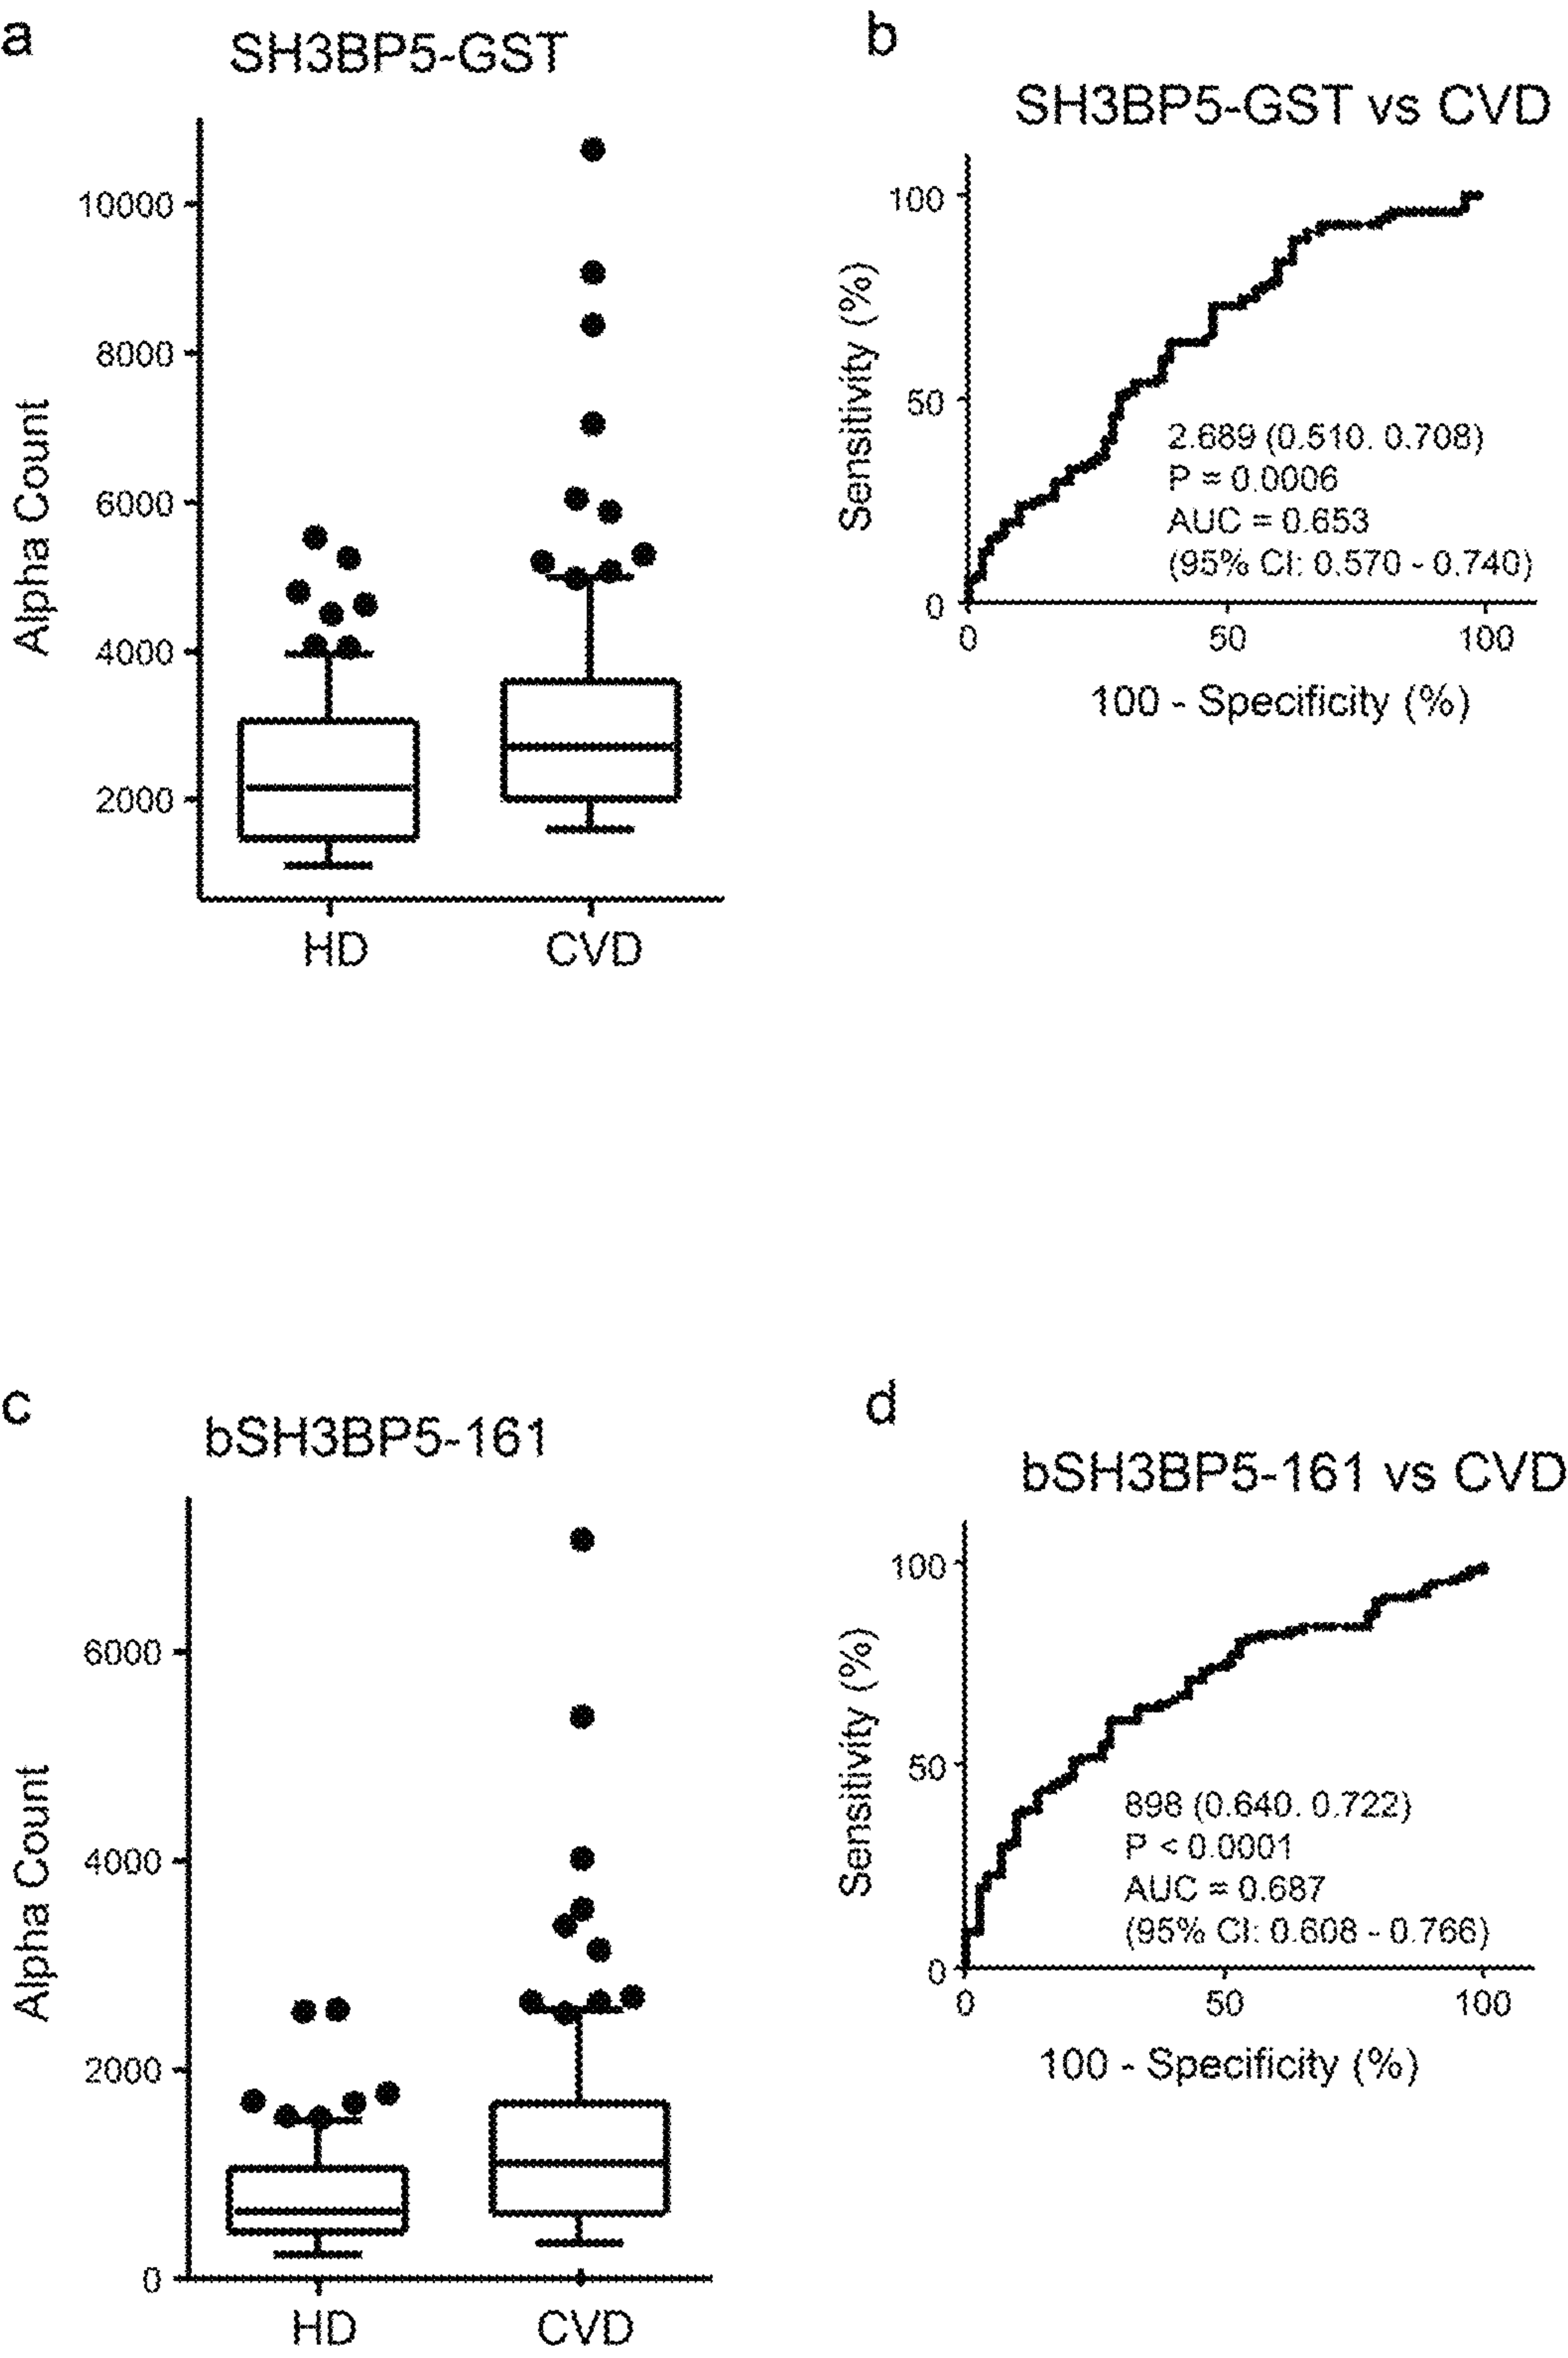 a
SH3BP5-GST
Alpha Count
10000
8000
6000
4000
2000
HD
CVD
b
SH3BP5-GST vs CVD
Sensitivity (%)
100
50
0
0
50
100
2.689 (0.510. 0.708)
P = 0.0006
AUC = 0.653
(95% CI: 0.570 - 0.740)
100 - Specificity (%)
c
bSH3BP5-161
Alpha Count
6000
4000
2000
0
HD
CVD
d
bSH3BP5-161 vs CVD
Sensitivity (%)
100
50
0
0
50
100
898 (0.640. 0.722)
P < 0.0001
AUC = 0.687
(95% CI: 0.608 - 0.766)
100 - Specificity (%)